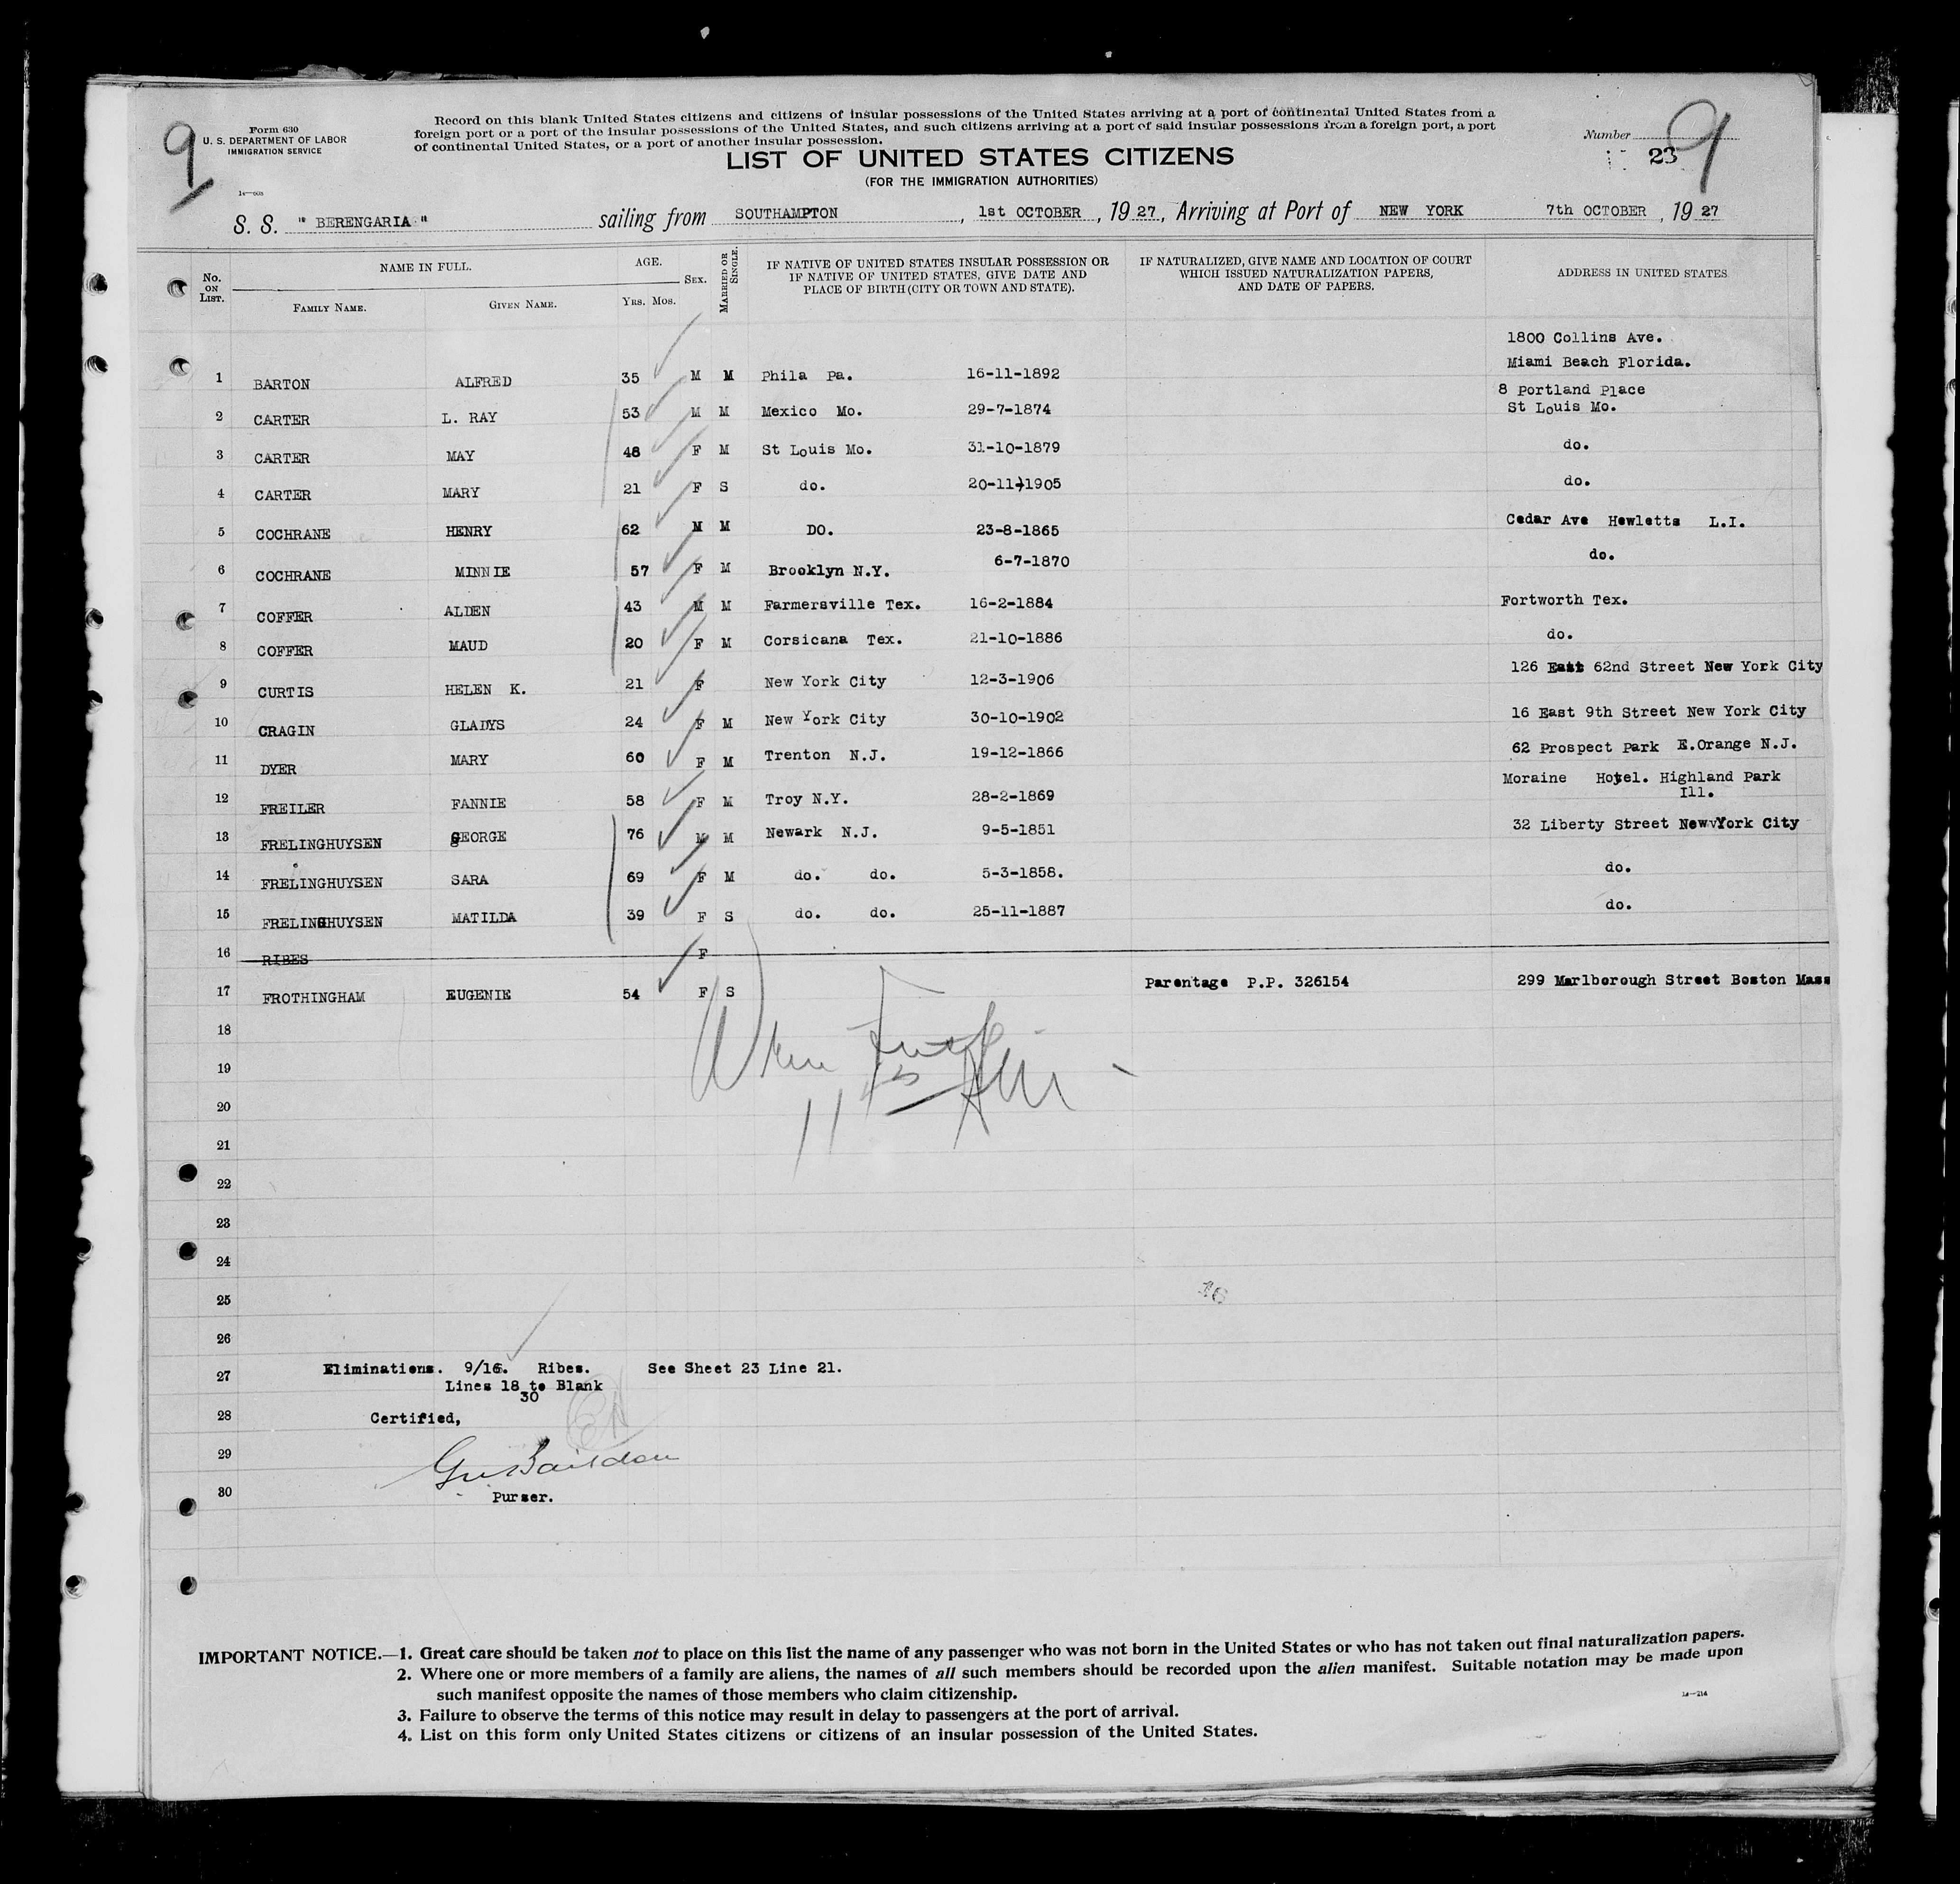 9
Form 630
U. S. DEPARTMENT OF LABOR
IMMIGRATION SERVICE
Record on this blank United States citizens and citizens of insular possessions of the United States arriving at a port of continental United States from a
foreign port or a port of the insular possessions of the United States, and such citizens arriving at a port of said insular possessions from a foreign port, a port
of continental United States, or a port of another insular possession.
LIST OF UNITED STATES CITIZENS
(FOR THE IMMIGRATION AUTHORITIES)
Number
23 9
S. S. "BERENGARIA" sailing from SOUTHAMPTON, 1st OCTOBER, 1927, Arriving at Port of NEW YORK 7th OCTOBER, 1927
No. ON LIST. NAME IN FULL. AGE. SEX. MARRIED OR SINGLE. IF NATIVE OF UNITED STATES INSULAR POSSESSION OR IF NATIVE OF UNITED STATES, GIVE DATE AND PLACE OF BIRTH (CITY OR TOWN AND STATE). IF NATURALIZED, GIVE NAME AND LOCATION OF COURT WHICH ISSUED NATURALIZATION PAPERS, AND DATE OF PAPERS. ADDRESS IN UNITED STATES
FAMILY NAME. GIVEN NAME. YRS. MOS.
1800 Collins Ave.
Miami Beach Florida.
1 BARTON ALFRED 35 M M Phila Pa. 16-11-1892
8 Portland Place
2 CARTER L. RAY 53 M M Mexico Mo. 29-7-1874 St Louis Mo.
3 CARTER MAY 48 F M St Louis Mo. 31-10-1879 do.
4 CARTER MARY 21 F S do. 20-11-1905 do.
5 COCHRANE HENRY 62 M M DO. 23-8-1865 Cedar Ave Hewletts L.I.
6 COCHRANE MINNIE 57 F M Brooklyn N.Y. 6-7-1870 do.
7 COFFER ALDEN 43 M M Farmersville Tex. 16-2-1884 Fortworth Tex.
8 COFFER MAUD 20 F M Corsicana Tex. 21-10-1886 do.
9 CURTIS HELEN K. 21 F New York City 12-3-1906 126 East 62nd Street New York City
10 CRAGIN GLADYS 24 F M New York City 30-10-1902 16 East 9th Street New York City
11 DYER MARY 60 F M Trenton N.J. 19-12-1866 62 Prospect Park E.Orange N.J.
12 FREILER FANNIE 58 F M Troy N.Y. 28-2-1869 Moraine Hotel. Highland Park
Ill.
13 FRELINGHUYSEN GEORGE 76 M M Newark N.J. 9-5-1851 32 Liberty Street New York City
14 FRELINGHUYSEN SARA 69 F M do. do. 5-3-1858. do.
15 FRELINGHUYSEN MATILDA 39 F S do. do. 25-11-1887 do.
16 RIBES F
17 FROTHINGHAM EUGENIE 54 F S Parentage P.P. 326154 299 Marlborough Street Boston Mass
18
19
20
21
22
23
24
25
26
27 Eliminations. 9/16. Ribes. See Sheet 23 Line 21.
Lines 18 to Blank
30
28 Certified,
29
30 Purser.
IMPORTANT NOTICE.—1. Great care should be taken not to place on this list the name of any passenger who was not born in the United States or who has not taken out final naturalization papers.
2. Where one or more members of a family are aliens, the names of all such members should be recorded upon the alien manifest. Suitable notation may be made upon
such manifest opposite the names of those members who claim citizenship.
3. Failure to observe the terms of this notice may result in delay to passengers at the port of arrival.
4. List on this form only United States citizens or citizens of an insular possession of the United States.